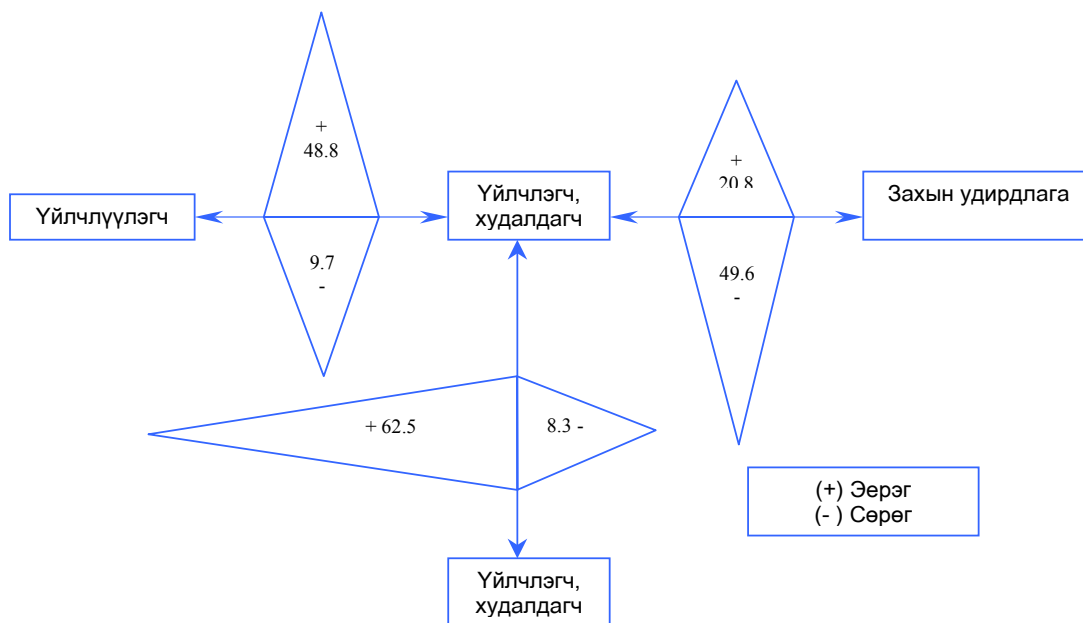 +
48.8
+
20.8
Үйлчлүүлэгч
Үйлчлэгч,
худалдагч
Захын удирдлага
9.7
-
49.6
-
+ 62.5
8.3 -
(+) Эерэг
(- ) Сөрөг
Үйлчлэгч,
худалдагч